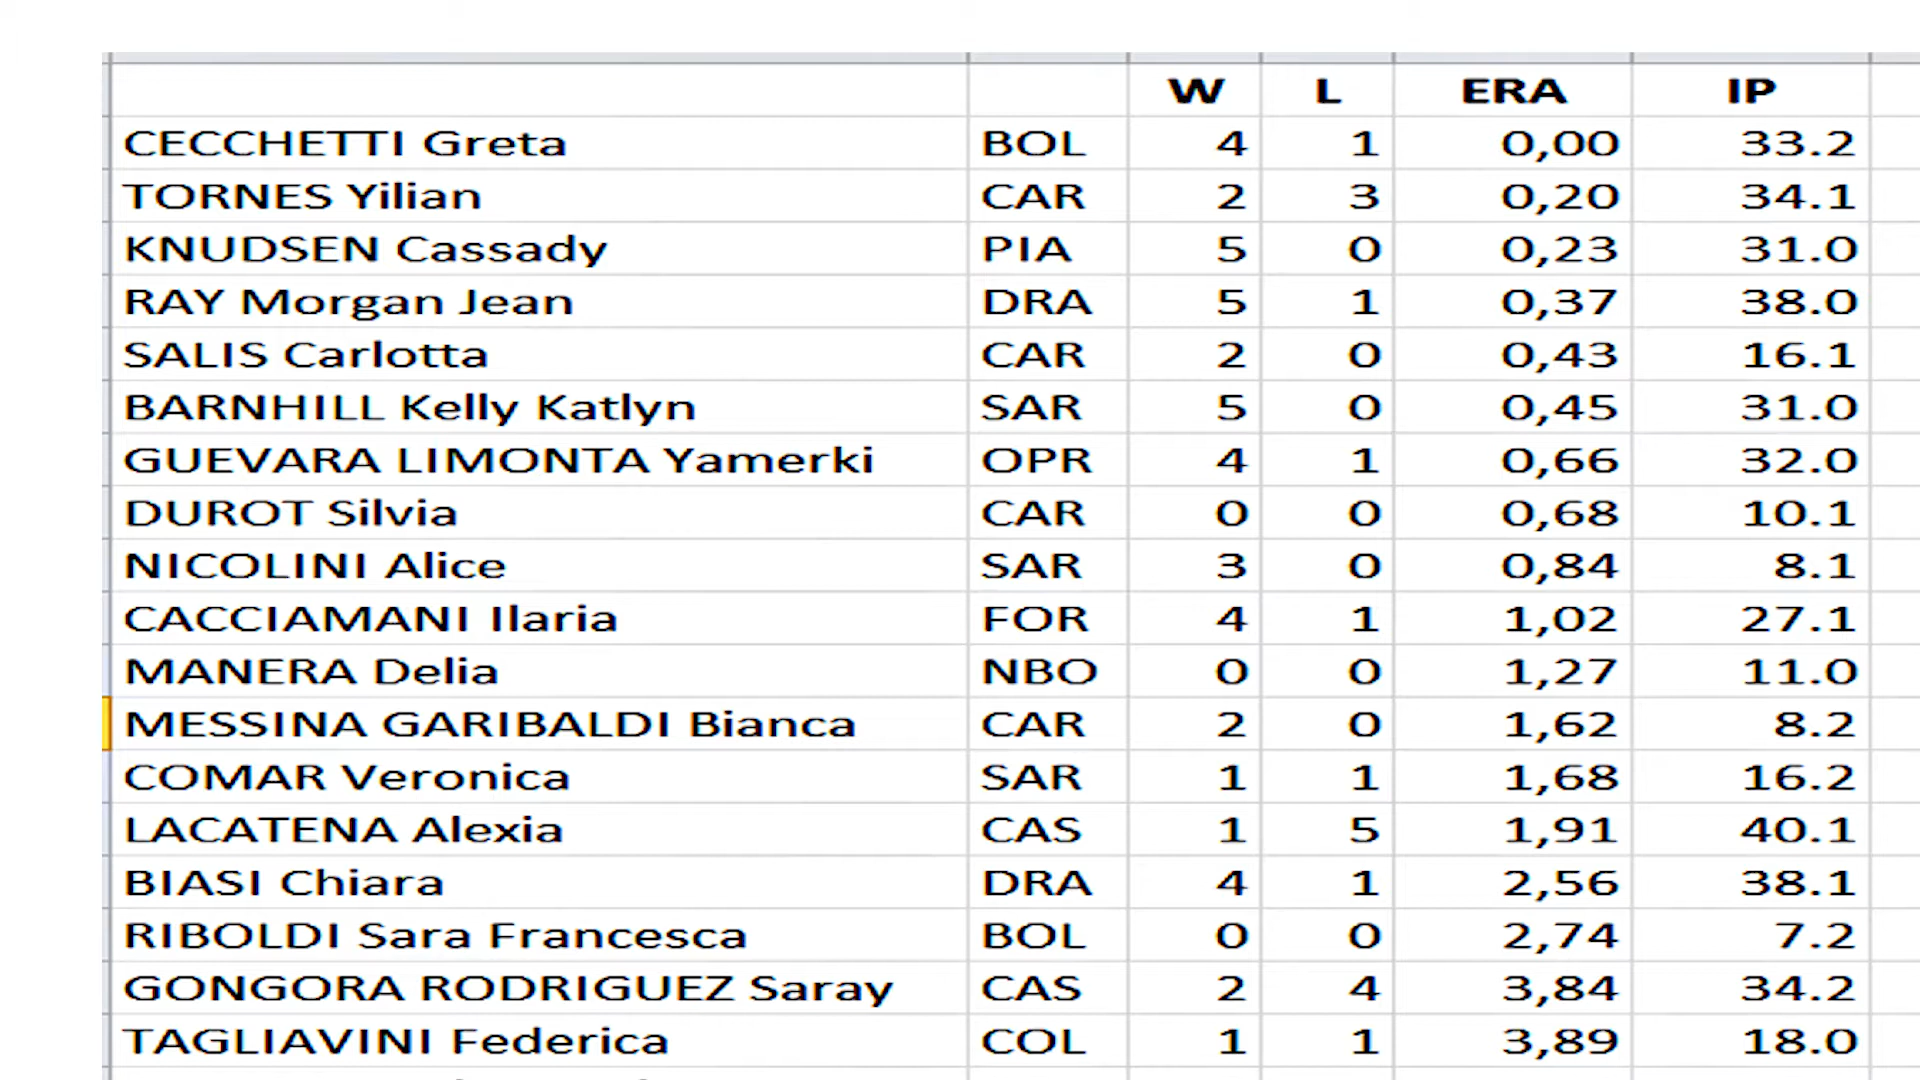 W L ERA IP
CECCHETTI Greta BOL 4 1 0,00 33.2
TORNES Yilian CAR 2 3 0,20 34.1
KNUDSEN Cassady PIA 5 0 0,23 31.0
RAY Morgan Jean DRA 5 1 0,37 38.0
SALIS Carlotta CAR 2 0 0,43 16.1
BARNHILL Kelly Katlyn SAR 5 0 0,45 31.0
GUEVARA LIMONTA Yamerki OPR 4 1 0,66 32.0
DUROT Silvia CAR 0 0 0,68 10.1
NICOLINI Alice SAR 3 0 0,84 8.1
CACCIAMANI Ilaria FOR 4 1 1,02 27.1
MANERA Delia NBO 0 0 1,27 11.0
MESSINA GARIBALDI Bianca CAR 2 0 1,62 8.2
COMAR Veronica SAR 1 1 1,68 16.2
LACATENA Alexia CAS 1 5 1,91 40.1
BIASI Chiara DRA 4 1 2,56 38.1
RIBOLDI Sara Francesca BOL 0 0 2,74 7.2
GONGORA RODRIGUEZ Saray CAS 2 4 3,84 34.2
TAGLIAVINI Federica COL 1 1 3,89 18.0